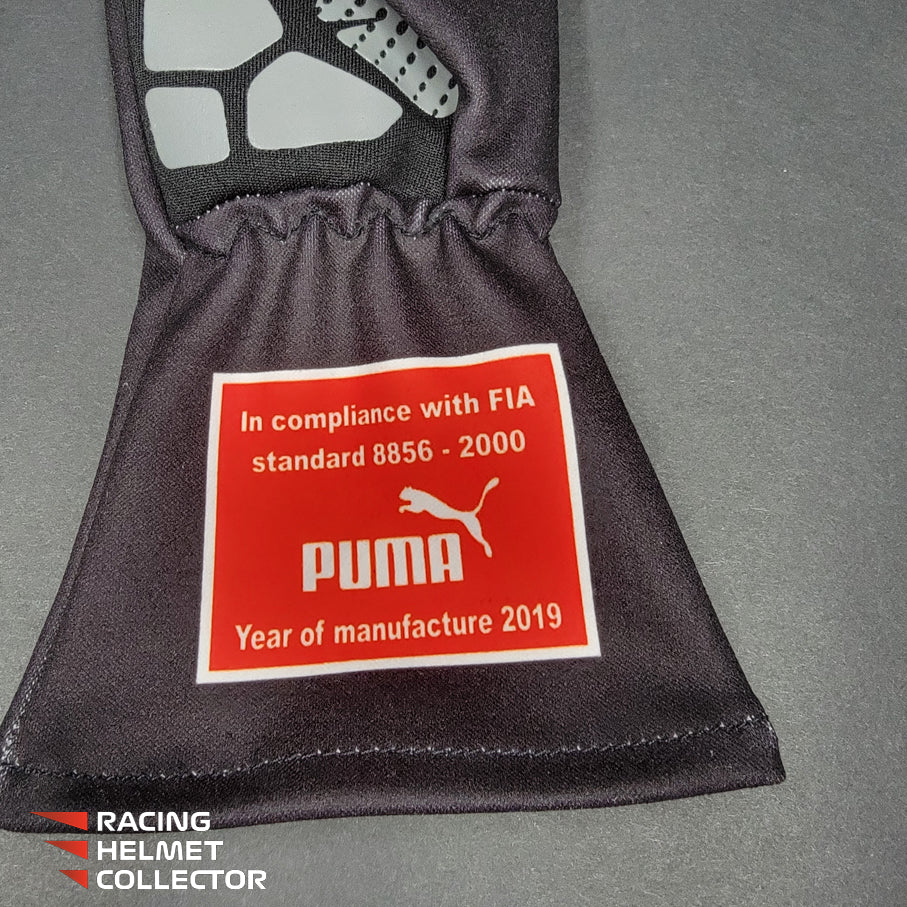 In compliance with FIA
standard 8856 - 2000
PUMA
Year of manufacture 2019
RACING
HELMET
COLLECTOR